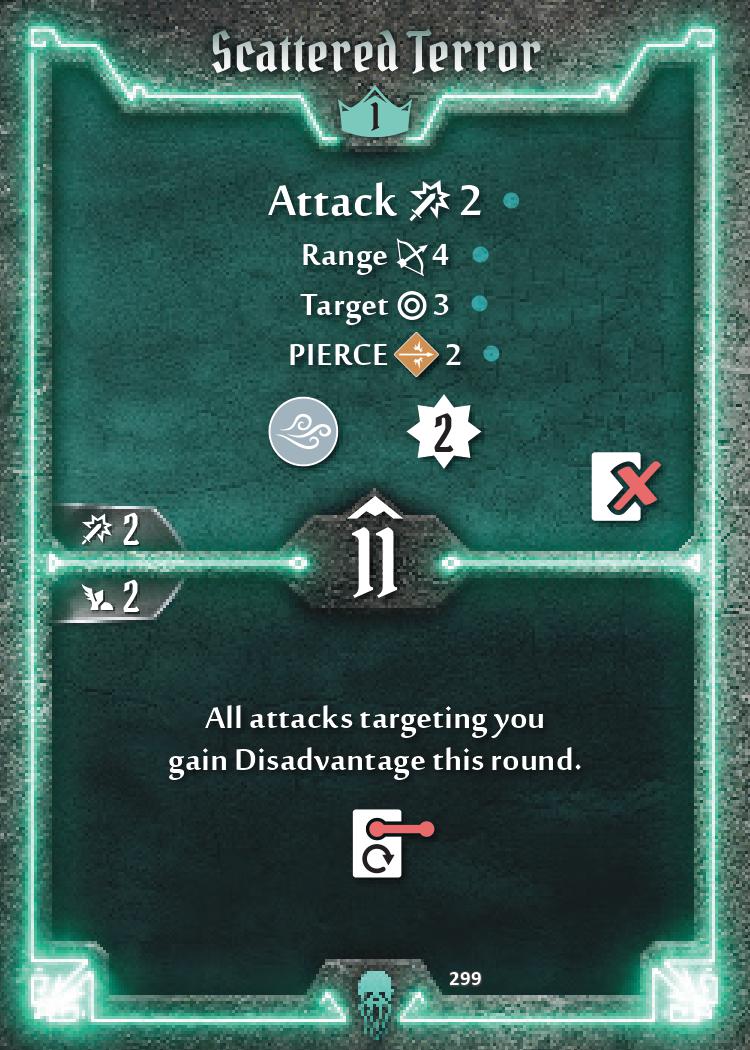 Scattered Terror
1
Attack 2
Range 4
Target 3
PIERCE 2
2
2
11
2
All attacks targeting you
gain Disadvantage this round.
299